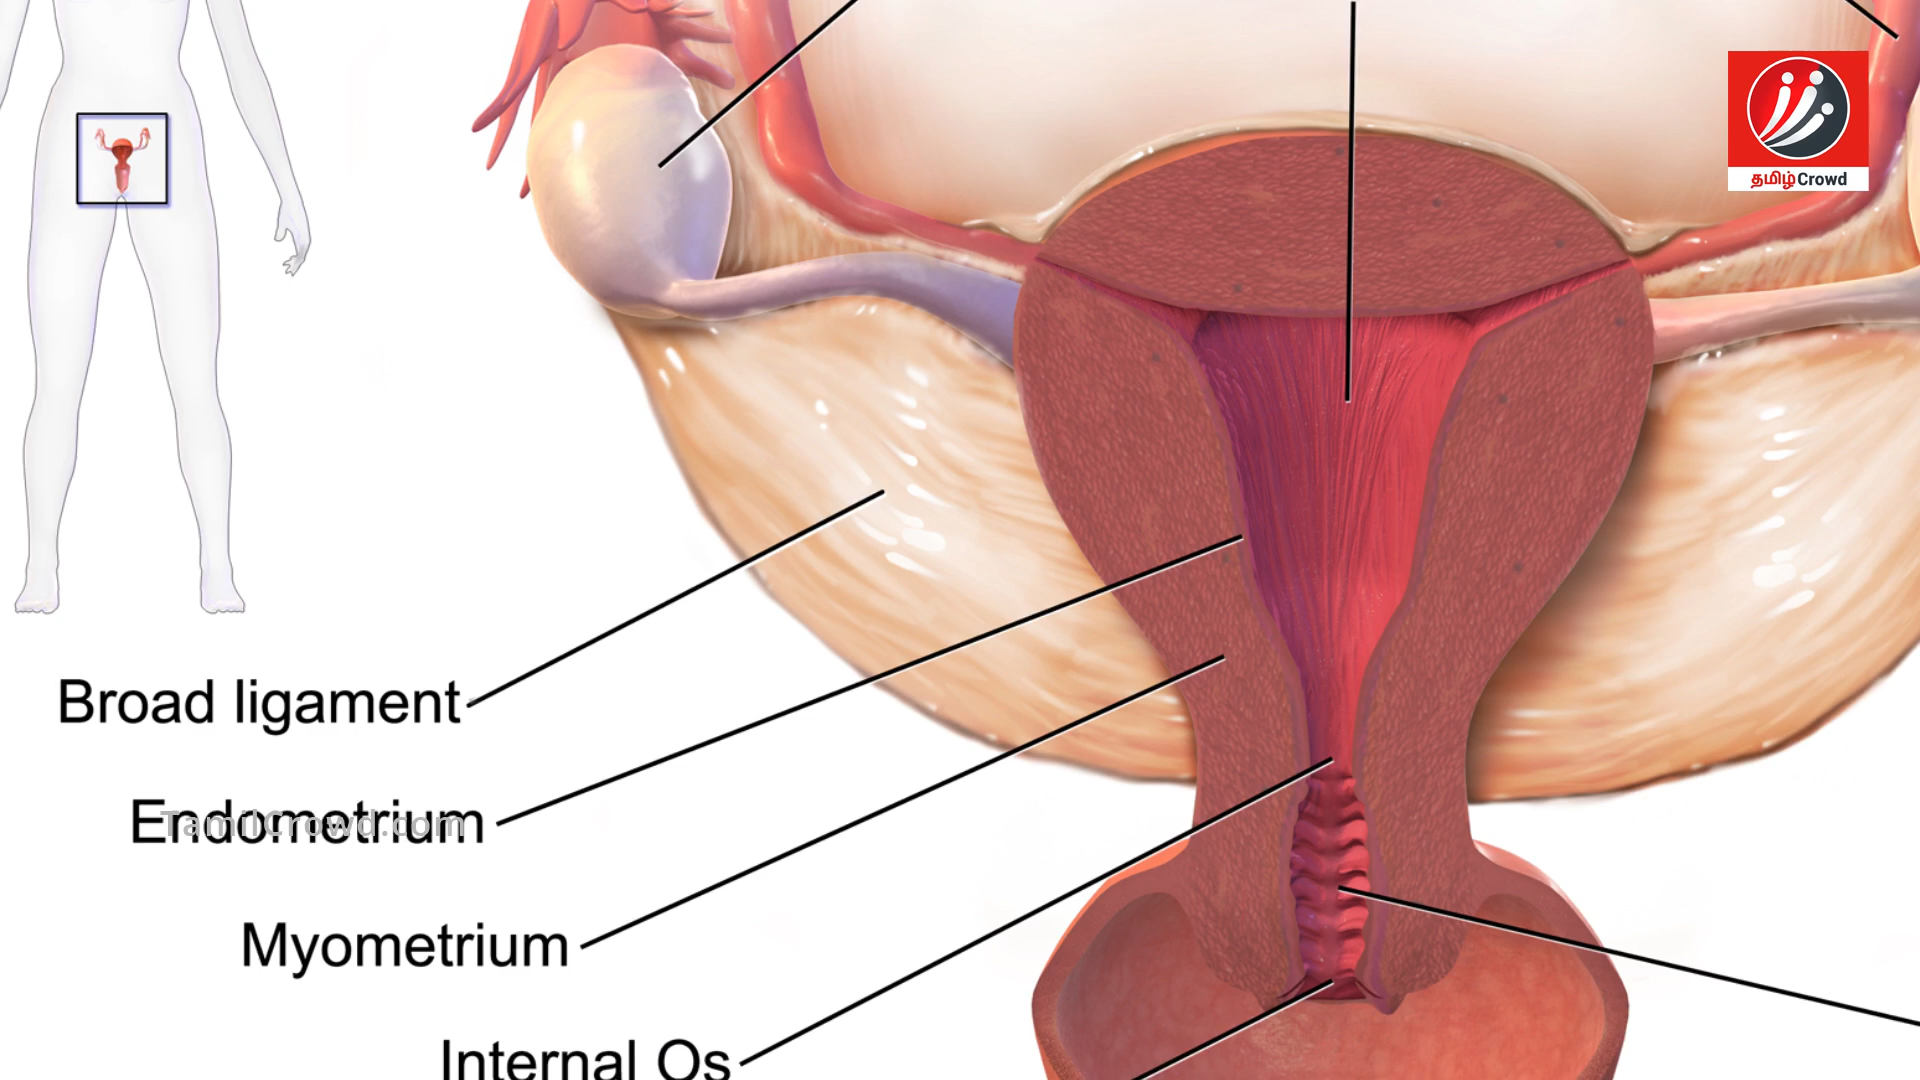 தமிழ்Crowd
Broad ligament
Endometrium
TamilCrowd.com
Myometrium
Internal Os